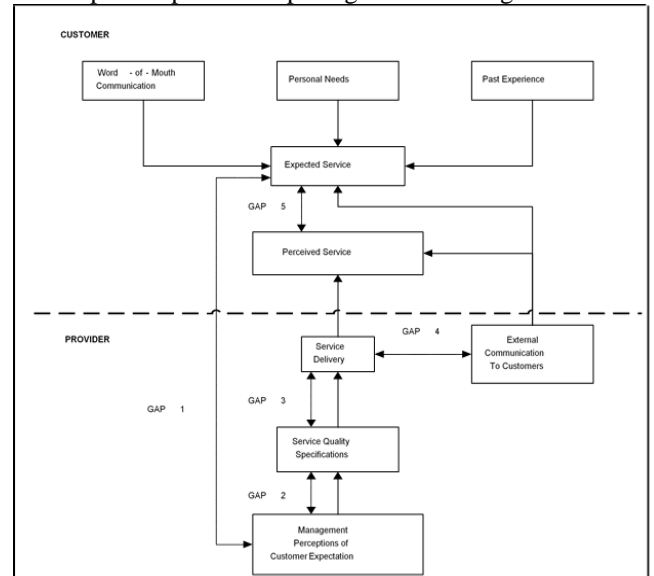 CUSTOMER
Word - of - Mouth
Communication
Personal Needs
Past Experience
Expected Service
GAP 5
Perceived Service
PROVIDER
GAP 4
Service
Delivery
External
Communication
To Customers
GAP 3
GAP 1
Service Quality
Specifications
GAP 2
Management
Perceptions of
Customer Expectation